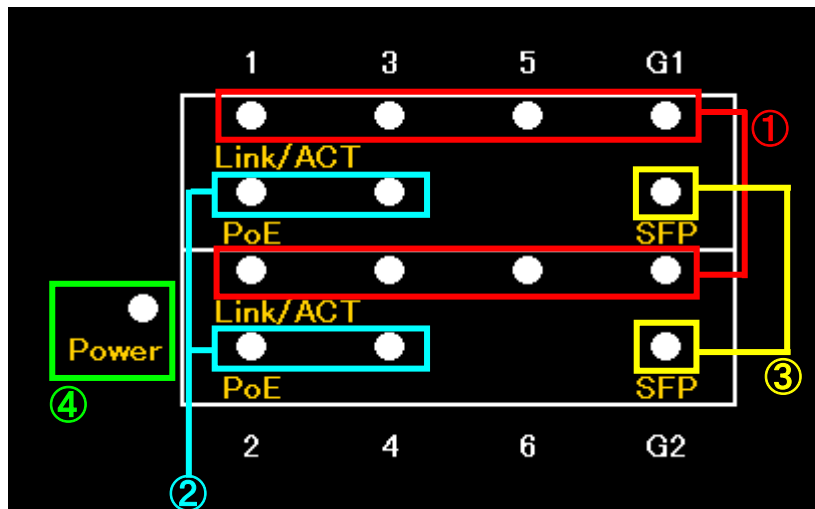 1 3 5 G1
①
Link/ACT
PoE SFP
Link/ACT
Power
PoE SFP
③
④
2 4 6 G2
②